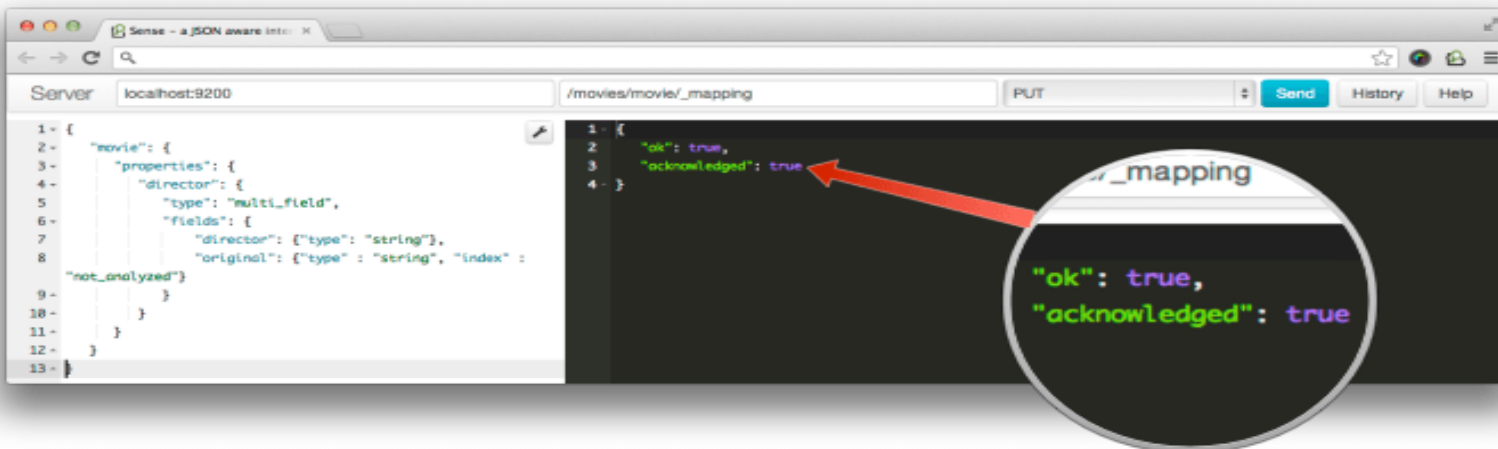 Sense - a JSON aware inte
Server localhost:9200 /movies/movie/_mapping PUT Send History Help
1 {
2 "movie": {
3 "properties": {
4 "director": {
5 "type": "multi_field",
6 "fields": {
7 "director": {"type": "string"},
8 "original": {"type" : "string", "index" :
"not_analyzed"}
9 }
10 }
11 }
12 }
13 }
1 {
2 "ok": true,
3 "acknowledged": true
4 }
/_mapping
"ok": true,
"acknowledged": true